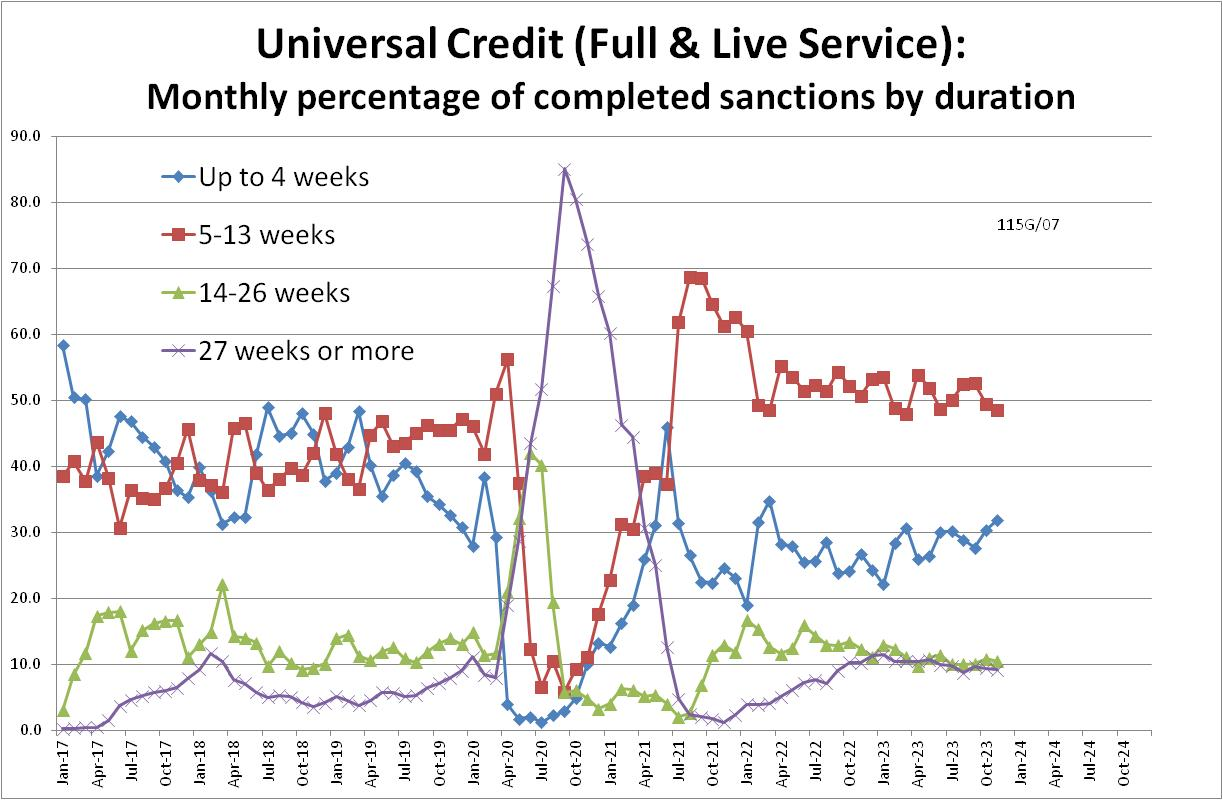 Universal Credit (Full & Live Service):
Monthly percentage of completed sanctions by duration
90.0
80.0
70.0
60.0
50.0
40.0
30.0
20.0
10.0
0.0
Up to 4 weeks
5-13 weeks
14-26 weeks
27 weeks or more
115G/07
Jan-17
Apr-17
Jul-17
Oct-17
Jan-18
Apr-18
Jul-18
Oct-18
Jan-19
Apr-19
Jul-19
Oct-19
Jan-20
Apr-20
Jul-20
Oct-20
Jan-21
Apr-21
Jul-21
Oct-21
Jan-22
Apr-22
Jul-22
Oct-22
Jan-23
Apr-23
Jul-23
Oct-23
Jan-24
Apr-24
Jul-24
Oct-24